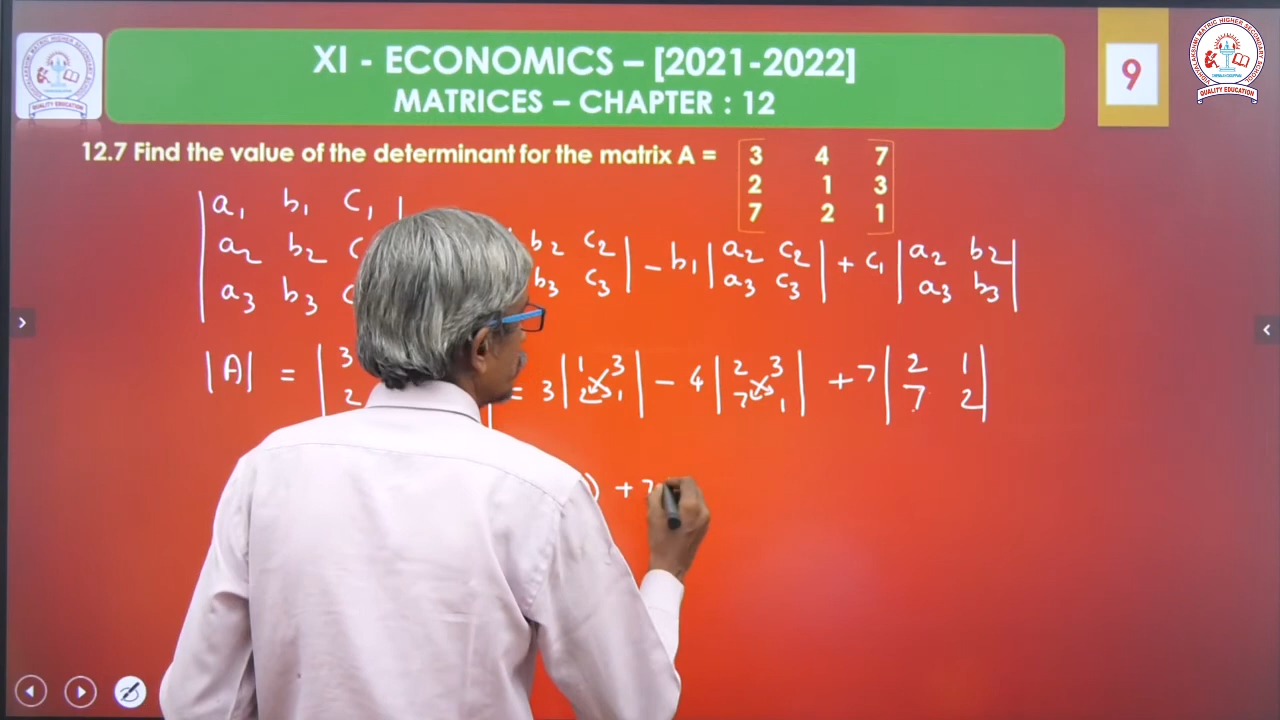 XI - ECONOMICS – [2021-2022]
MATRICES – CHAPTER : 12
9
QUALITY EDUCATION
QUALITY EDUCATION
12.7 Find the value of the determinant for the matrix A =
3 4 7
2 1 3
7 2 1
a₁ b₁ c₁
a₂ b₂ c
a₃ b₃
b₂ c₂
b₃ c₃
| – b₁ | a₂ c₂
a₃ c₃ | + c₁ | a₂ b₂
a₃ b₃ |
|A| = | 3
2
= 3 | 1 3
2 1 | – 4 | 2 3
7 1 | + 7 | 2 1
7 2 |
) + 7